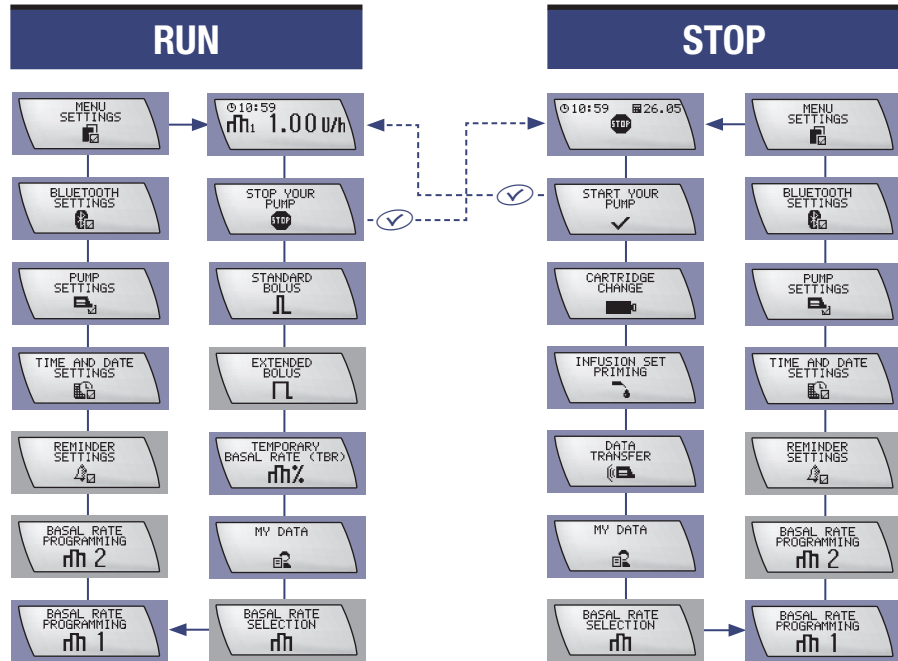 RUN
STOP
MENU
SETTINGS
10:59
1 1.00 U/h
BLUETOOTH
SETTINGS
STOP YOUR
PUMP
STOP
PUMP
SETTINGS
STANDARD
BOLUS
TIME AND DATE
SETTINGS
EXTENDED
BOLUS
REMINDER
SETTINGS
TEMPORARY
BASAL RATE (TBR)
%
BASAL RATE
PROGRAMMING
2
MY DATA
BASAL RATE
PROGRAMMING
1
BASAL RATE
SELECTION
10:59 26.05
STOP
MENU
SETTINGS
START YOUR
PUMP
BLUETOOTH
SETTINGS
CARTRIDGE
CHANGE
PUMP
SETTINGS
INFUSION SET
PRIMING
TIME AND DATE
SETTINGS
DATA
TRANSFER
REMINDER
SETTINGS
MY DATA
BASAL RATE
PROGRAMMING
2
BASAL RATE
SELECTION
BASAL RATE
PROGRAMMING
1